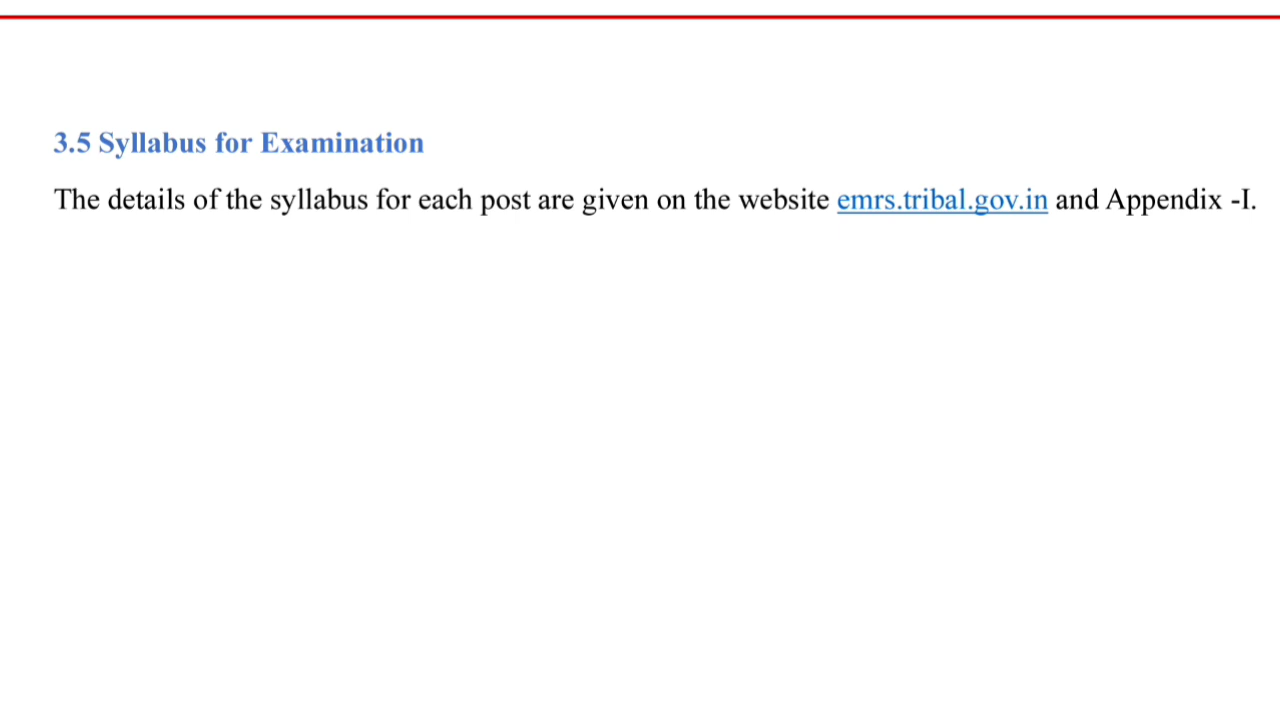 3.5 Syllabus for Examination
The details of the syllabus for each post are given on the website emrs.tribal.gov.in and Appendix -I.